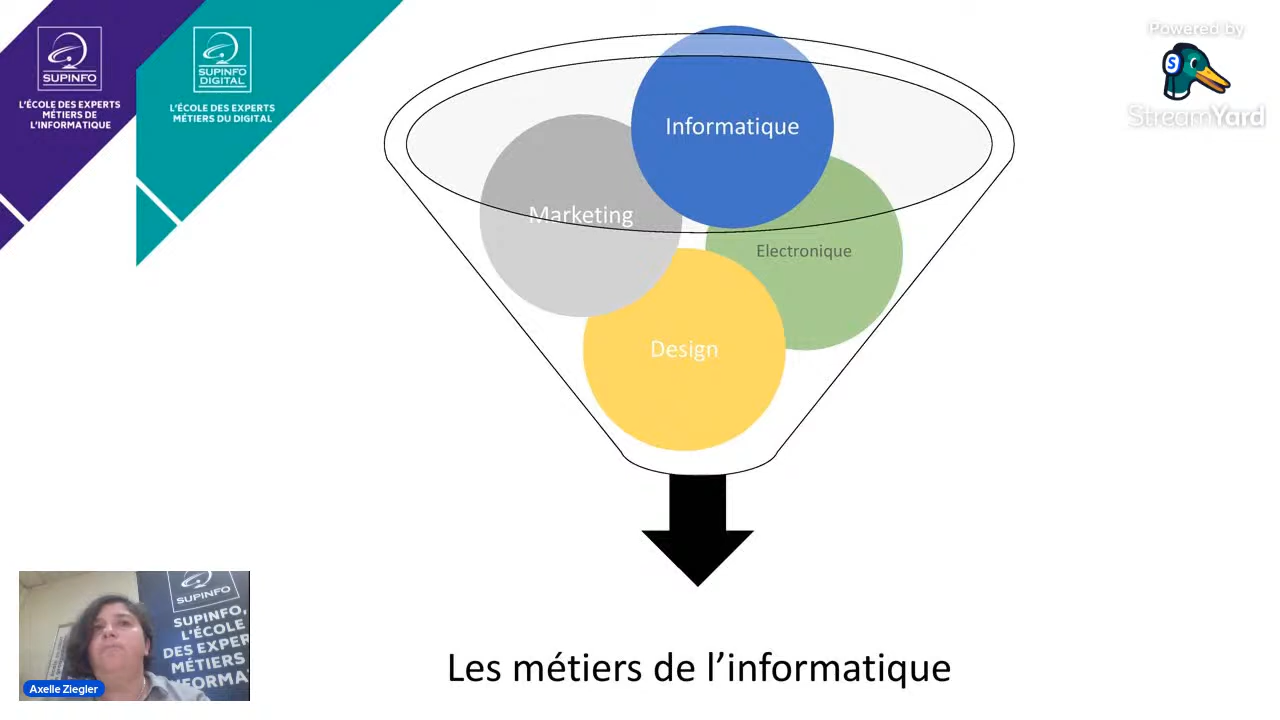 SUPINFO
L'ÉCOLE DES EXPERTS
MÉTIERS DE
L'INFORMATIQUE
SUPINFO
DIGITAL
L'ÉCOLE DES EXPERTS
MÉTIERS DU DIGITAL
Powered by
S
StreamYard
Informatique
Marketing
Electronique
Design
Les métiers de l’informatique
SUPINFO
SUPINFO,
L'ÉCOLE
DES EXPER
MÉTIERS
NFORMA
Axelle Ziegler